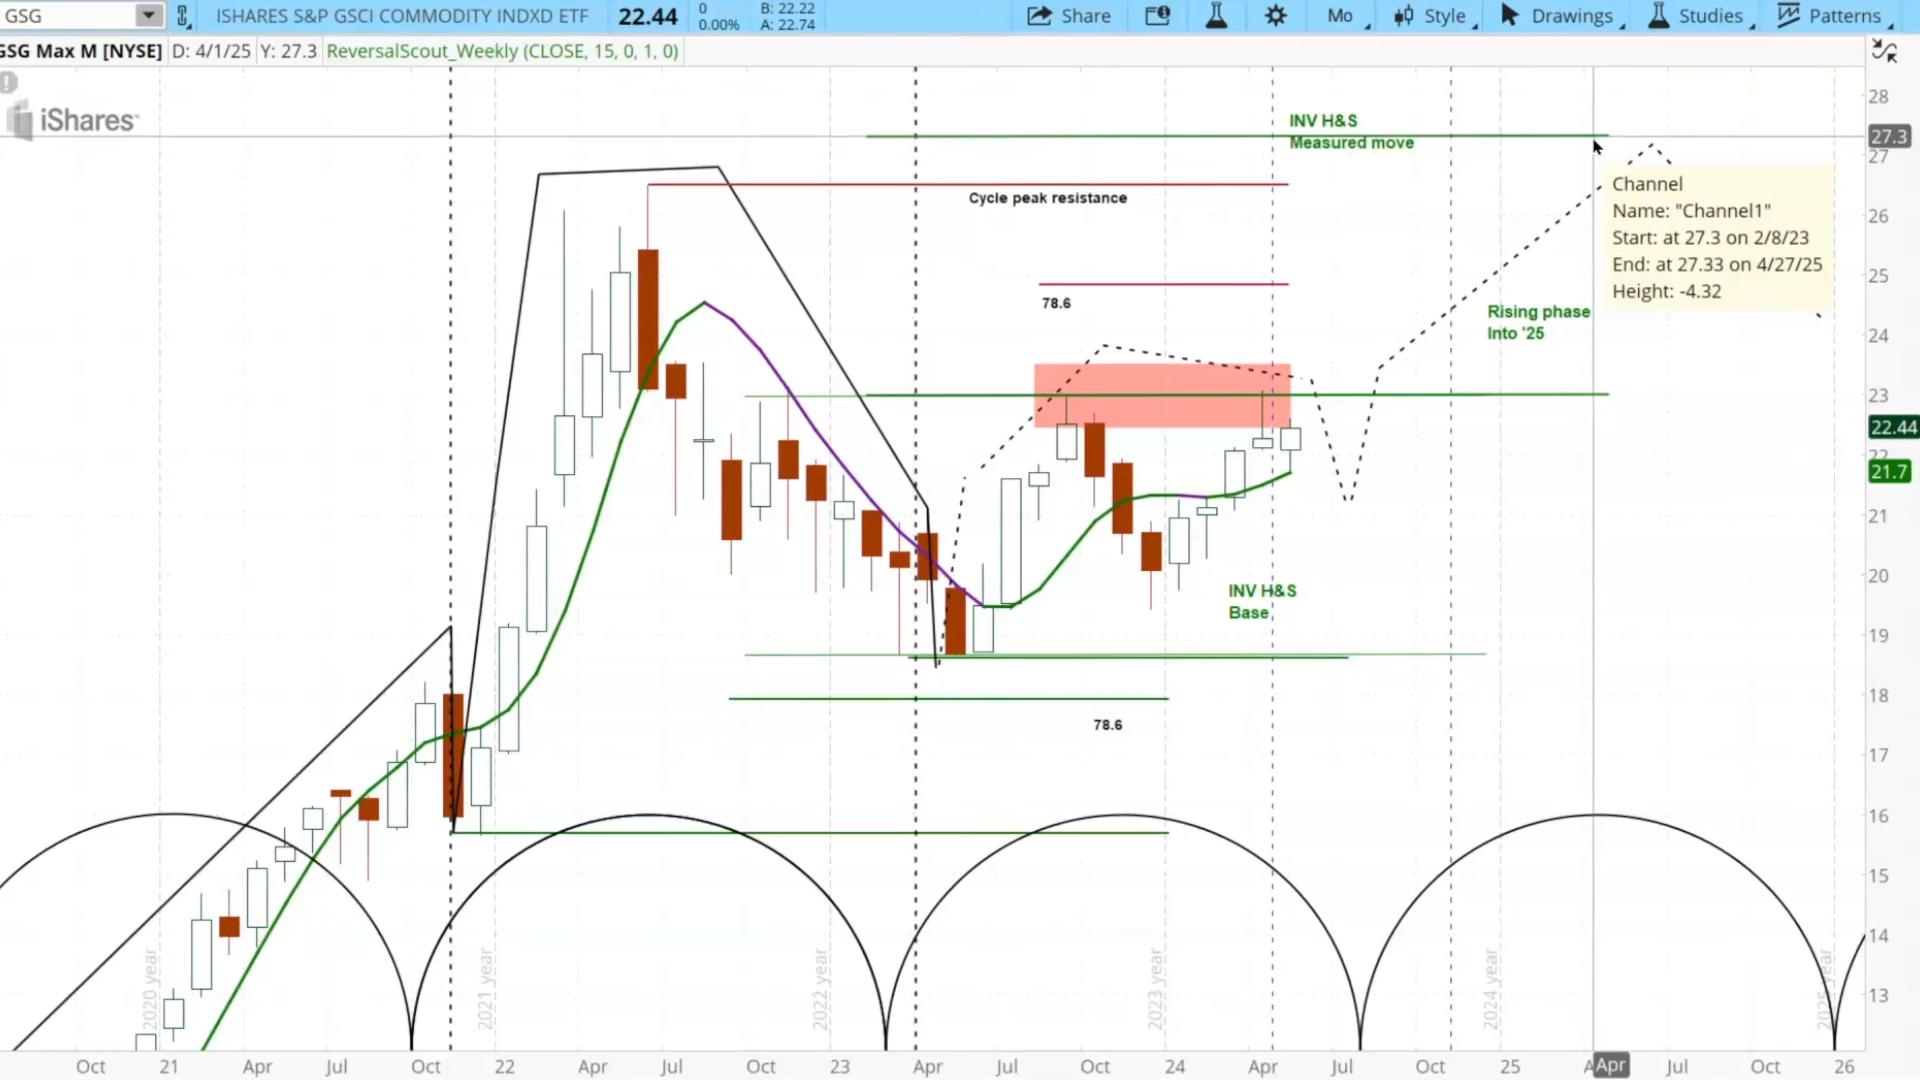 GSG
ISHARES S&P GSCI COMMODITY INDXD ETF
22.44
0
0.00%
B: 22.22
A: 22.74
Share
Mo
Style
Drawings
Studies
Patterns
GSG Max M [NYSE]
D: 4/1/25
Y: 27.3
ReversalScout_Weekly (CLOSE, 15, 0, 1, 0)
iShares
INV H&S
Measured move
Cycle peak resistance
78.6
Channel
Name: "Channel1"
Start: at 27.3 on 2/8/23
End: at 27.33 on 4/27/25
Height: -4.32
Rising phase
Into '25
INV H&S
Base
78.6
28
27.3
27
26
25
24
23
22.44
22
21.7
21
20
19
18
17
16
15
14
13
2020 year
2021 year
2022 year
2023 year
2024 year
2025 year
Oct
21
Apr
Jul
Oct
22
Apr
Jul
Oct
23
Apr
Jul
Oct
24
Apr
Jul
Oct
25
Apr
Jul
Oct
26